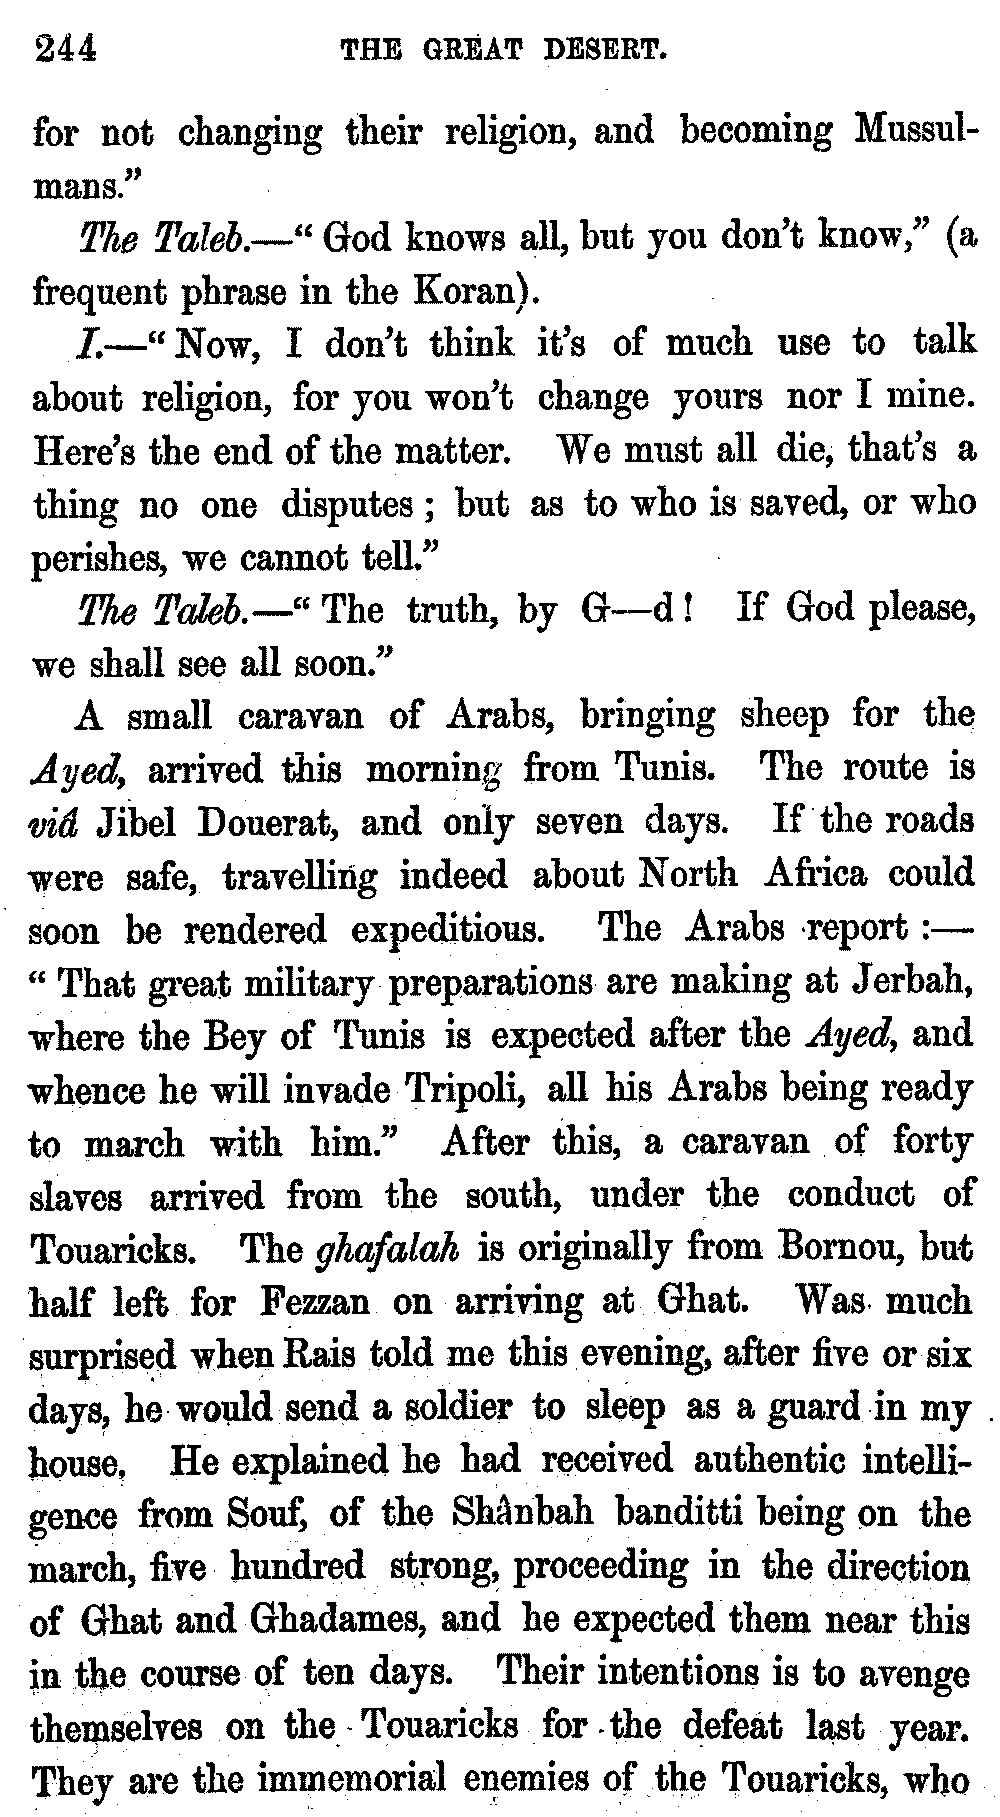 244 THE GREAT DESERT.
for not changing their religion, and becoming Mussul-
mans.”
The Taleb.—“ God knows all, but you don’t know,” (a
frequent phrase in the Koran).
I.—“ Now, I don’t think it’s of much use to talk
about religion, for you won’t change yours nor I mine.
Here’s the end of the matter. We must all die, that’s a
thing no one disputes ; but as to who is saved, or who
perishes, we cannot tell.”
The Taleb.—“ The truth, by G—d ! If God please,
we shall see all soon.”
A small caravan of Arabs, bringing sheep for the
Ayed, arrived this morning from Tunis. The route is
viâ Jibel Douerat, and only seven days. If the roads
were safe, travelling indeed about North Africa could
soon be rendered expeditious. The Arabs report :—
“ That great military preparations are making at Jerbah,
where the Bey of Tunis is expected after the Ayed, and
whence he will invade Tripoli, all his Arabs being ready
to march with him.” After this, a caravan of forty
slaves arrived from the south, under the conduct of
Touaricks. The ghafalah is originally from Bornou, but
half left for Fezzan on arriving at Ghat. Was much
surprised when Rais told me this evening, after five or six
days, he would send a soldier to sleep as a guard in my
house. He explained he had received authentic intelli-
gence from Souf, of the Shânbah banditti being on the
march, five hundred strong, proceeding in the direction
of Ghat and Ghadames, and he expected them near this
in the course of ten days. Their intentions is to avenge
themselves on the Touaricks for the defeat last year.
They are the immemorial enemies of the Touaricks, who